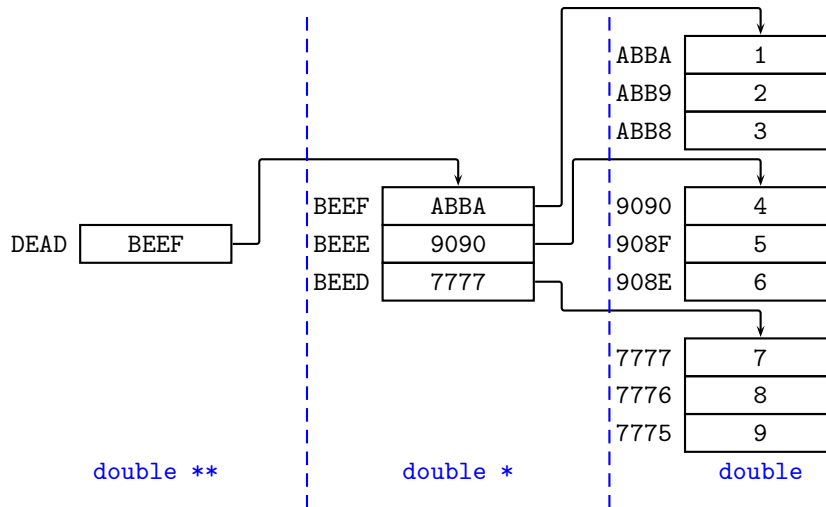 ABBA 1
ABB9 2
ABB8 3
BEEF ABBA 9090 4
DEAD BEEF BEEE 9090 908F 5
BEED 7777 908E 6
7777 7
7776 8
7775 9
double ** double * double